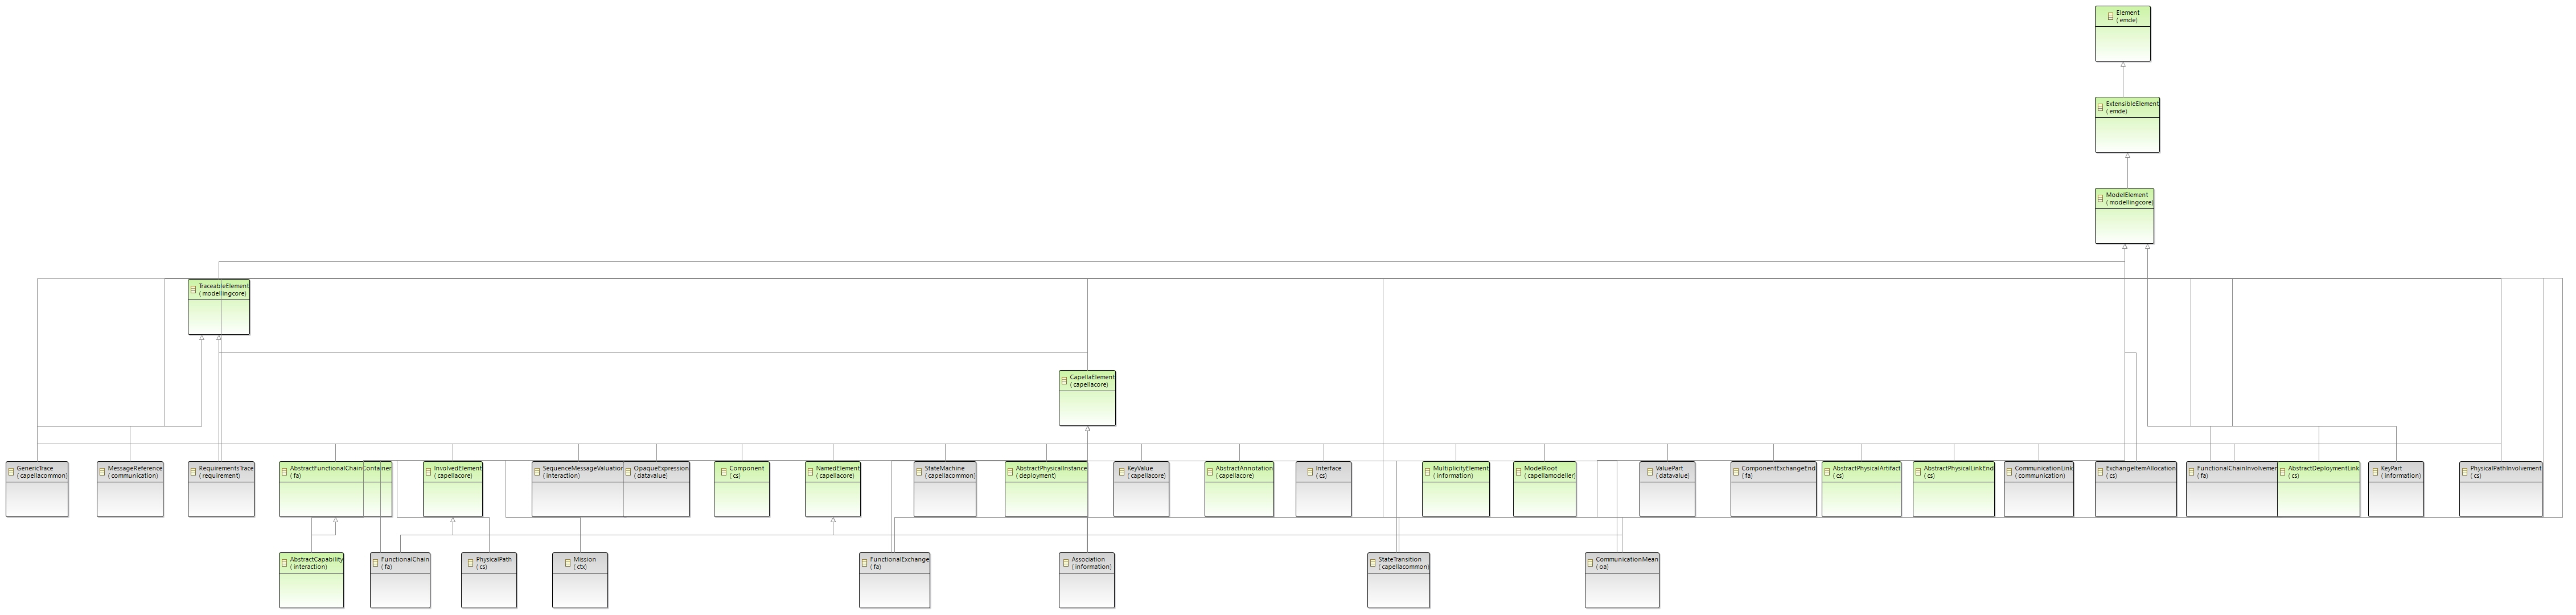 Element
( emde)
ExtensibleElement
( emde)
ModelElement
( modellingcore)
TraceableElement
( modellingcore)
CapellaElement
( capellacore)
GenericTrace
( capellacommon)
MessageReference
( communication)
RequirementsTrace
( requirement)
AbstractFunctionalChainContainer
( fa)
InvolvedElement
( capellacore)
SequenceMessageValuation
( interaction)
OpaqueExpression
( datavalue)
Component
( cs)
NamedElement
( capellacore)
StateMachine
( capellacommon)
AbstractPhysicalInstance
( deployment)
KeyValue
( capellacore)
AbstractAnnotation
( capellacore)
Interface
( cs)
MultiplicityElement
( information)
ModelRoot
( capellamodeller)
ValuePart
( datavalue)
ComponentExchangeEnd
( fa)
AbstractPhysicalArtifact
( cs)
AbstractPhysicalLinkEnd
( cs)
CommunicationLink
( communication)
ExchangeItemAllocation
( cs)
FunctionalChainInvolvement
( fa)
AbstractDeploymentLink
( cs)
KeyPart
( information)
PhysicalPathInvolvement
( cs)
AbstractCapability
( interaction)
FunctionalChain
( fa)
PhysicalPath
( cs)
Mission
( ctx)
FunctionalExchange
( fa)
Association
( information)
StateTransition
( capellacommon)
CommunicationMean
( oa)